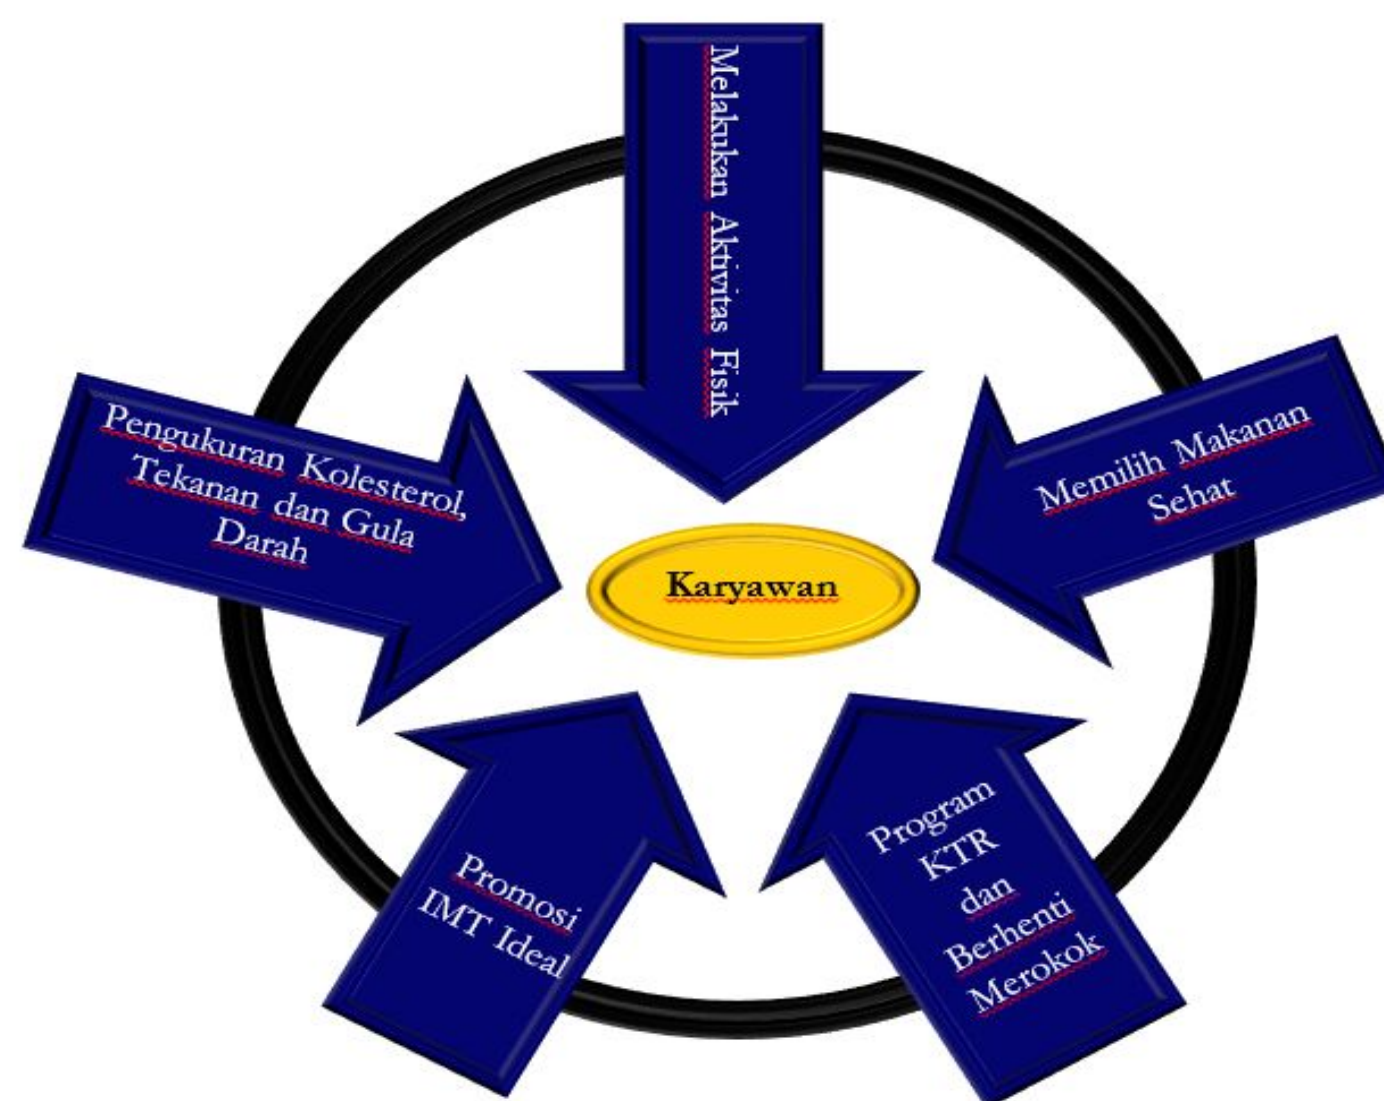 Melakukan Aktivitas Fisik
Pengukuran Kolesterol,
Tekanan dan Gula
Darah
Memilih Makanan
Sehat
Karyawan
Promosi
IMT Ideal
Program
KTR
dan
Berhenti
Merokok